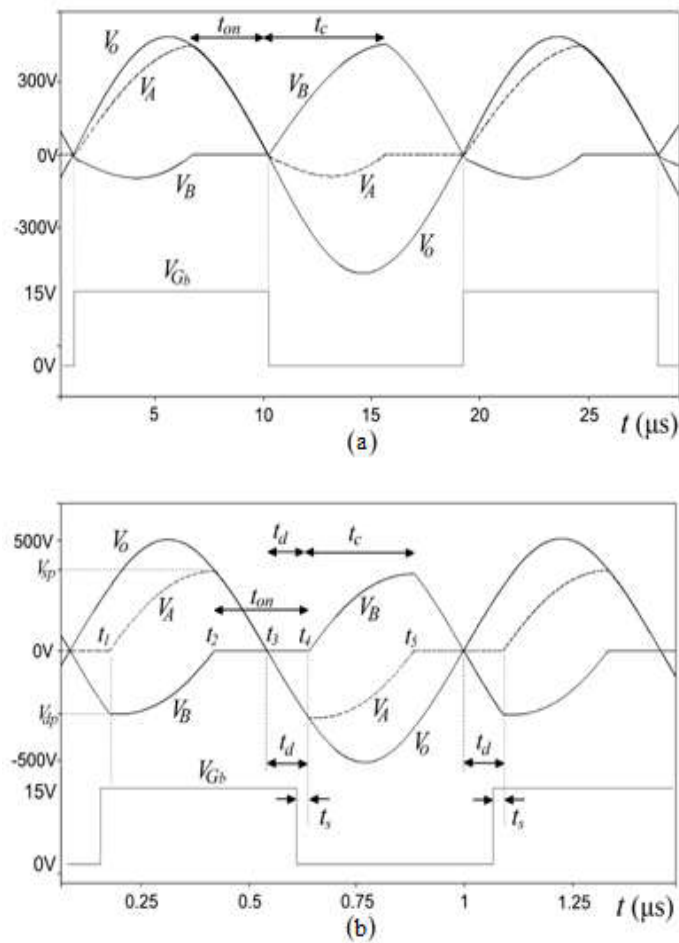 t_on t_c
V_o
300V
V_A V_B
0V
V_B V_A
-300V
V_o
V_Gb
15V
0V
5 10 15 20 25 t (μs)
(a)
t_d t_c
500V
V_o
V_sp
V_A t_on V_B
t_1 t_2 t_3 t_4 t_5
0V
V_B V_A
V_dp
V_o
-500V
t_d t_d
V_Gb
15V
t_s t_s
0V
0.25 0.5 0.75 1 1.25 t (μs)
(b)